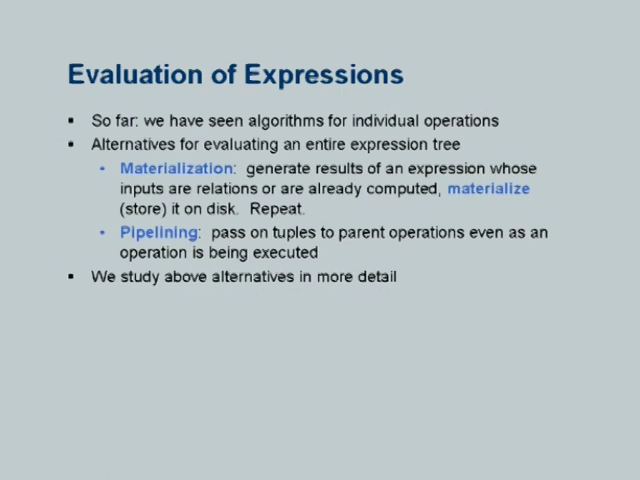 Evaluation of Expressions
▪ So far: we have seen algorithms for individual operations
▪ Alternatives for evaluating an entire expression tree
• Materialization: generate results of an expression whose
inputs are relations or are already computed, materialize
(store) it on disk. Repeat.
• Pipelining: pass on tuples to parent operations even as an
operation is being executed
▪ We study above alternatives in more detail